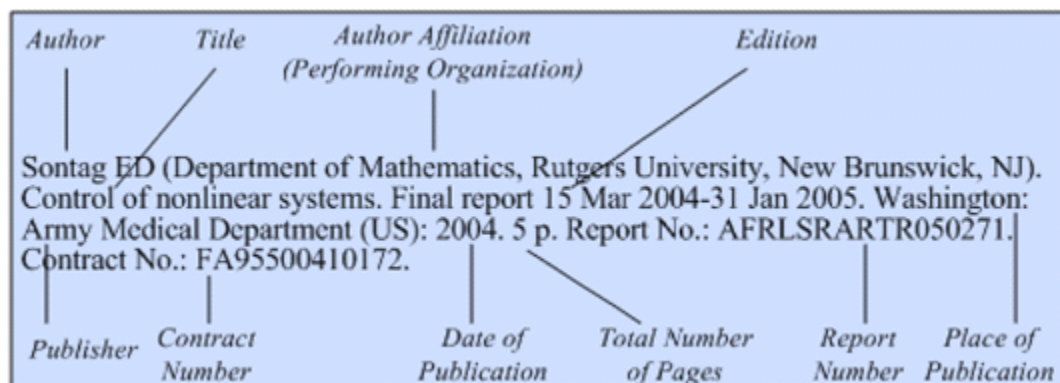 Author Title Author Affiliation Edition
(Performing Organization)
Sontag ED (Department of Mathematics, Rutgers University, New Brunswick, NJ).
Control of nonlinear systems. Final report 15 Mar 2004-31 Jan 2005. Washington:
Army Medical Department (US): 2004. 5 p. Report No.: AFRLSRARTR050271.
Contract No.: FA95500410172.
Publisher Contract Date of Total Number Report Place of
Number Publication of Pages Number Publication